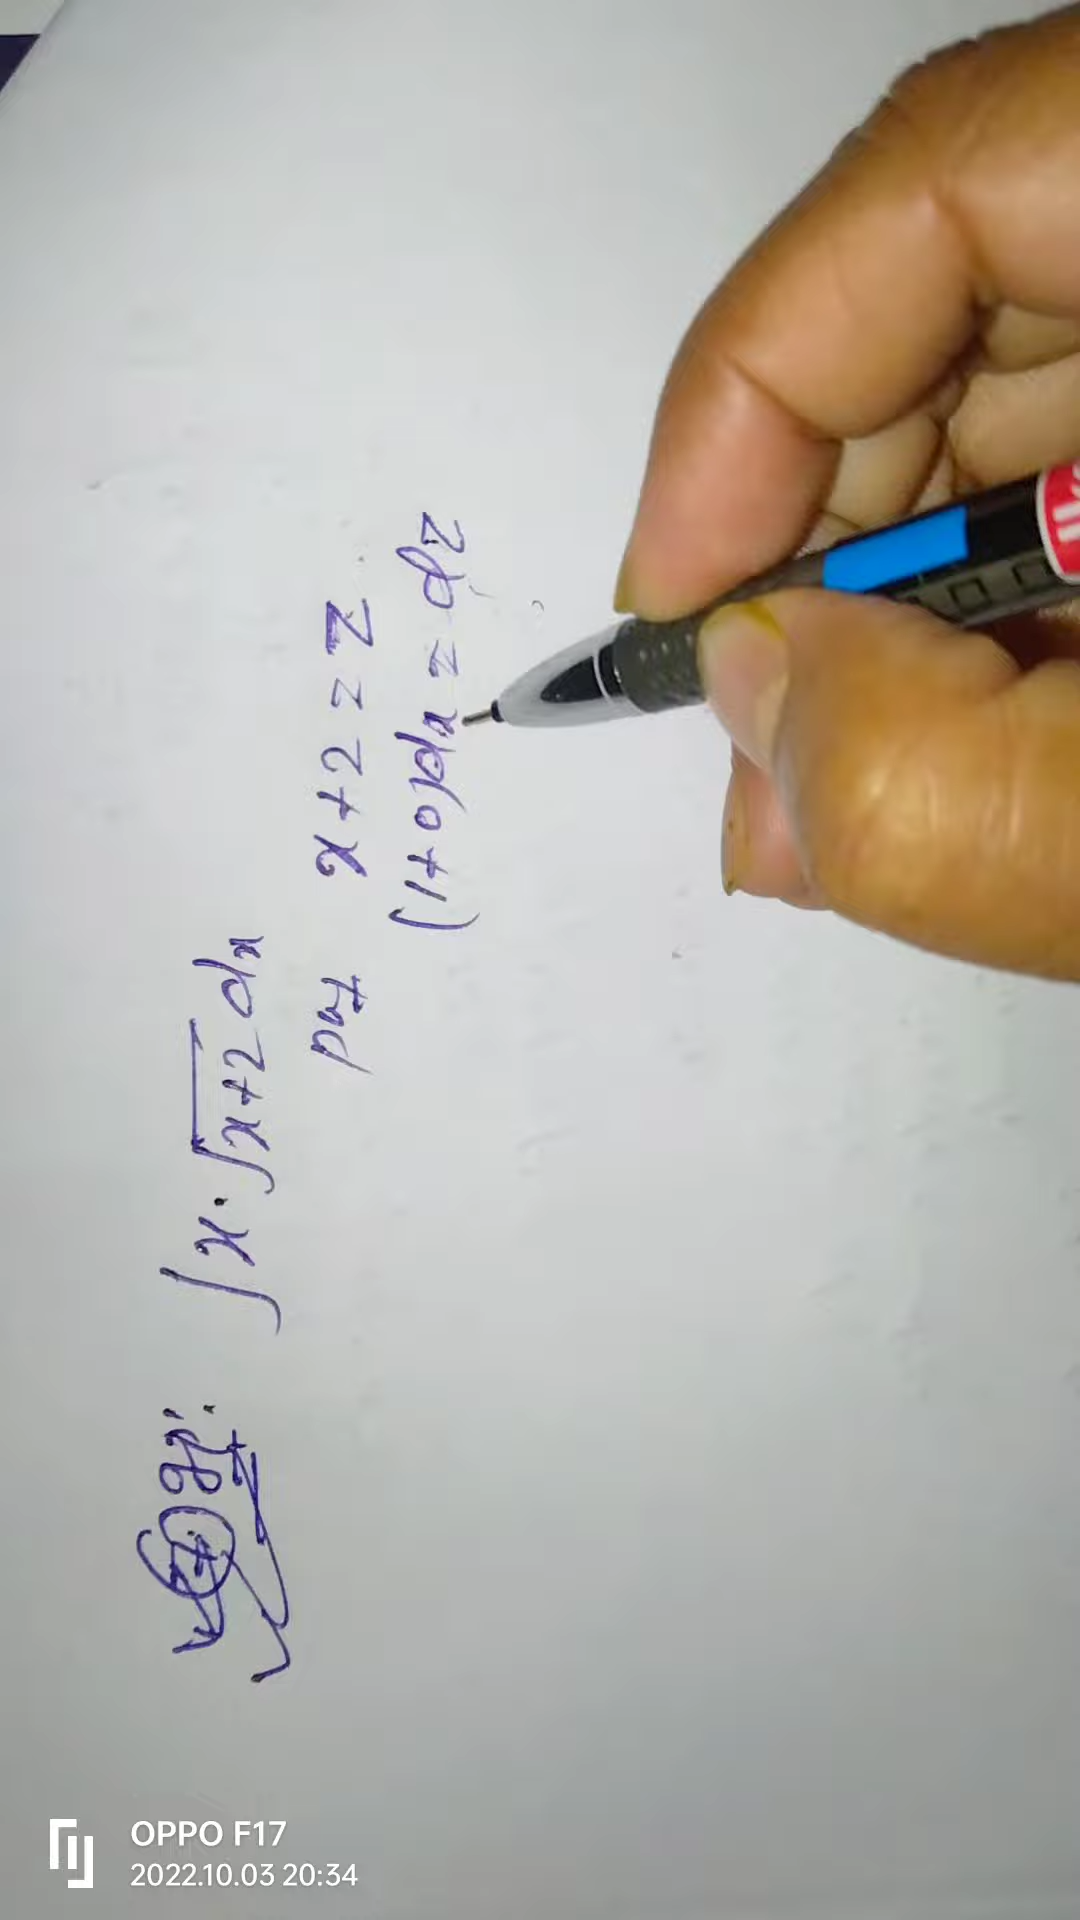 ∫x·√x+2 dx
put x+2 = z
(1+0)dx = dz
OPPO F17
2022.10.03 20:34